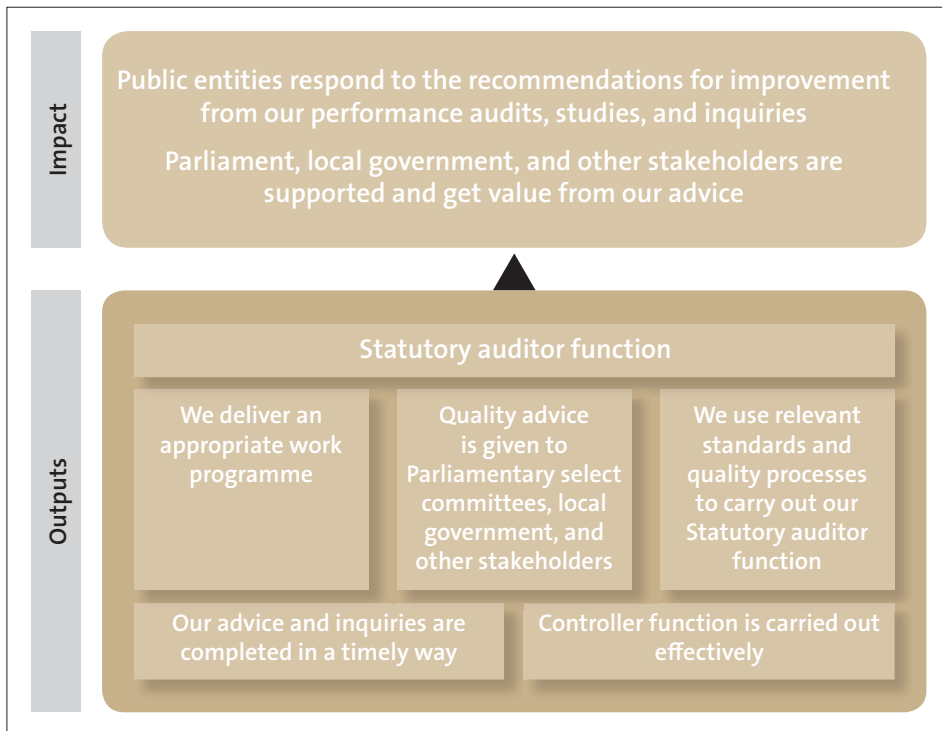 Impact
Public entities respond to the recommendations for improvement
from our performance audits, studies, and inquiries
Parliament, local government, and other stakeholders are
supported and get value from our advice
Outputs
Statutory auditor function
We deliver an
appropriate work
programme
Quality advice
is given to
Parliamentary select
committees, local
government, and
other stakeholders
We use relevant
standards and
quality processes
to carry out our
Statutory auditor
function
Our advice and inquiries are
completed in a timely way
Controller function is carried out
effectively